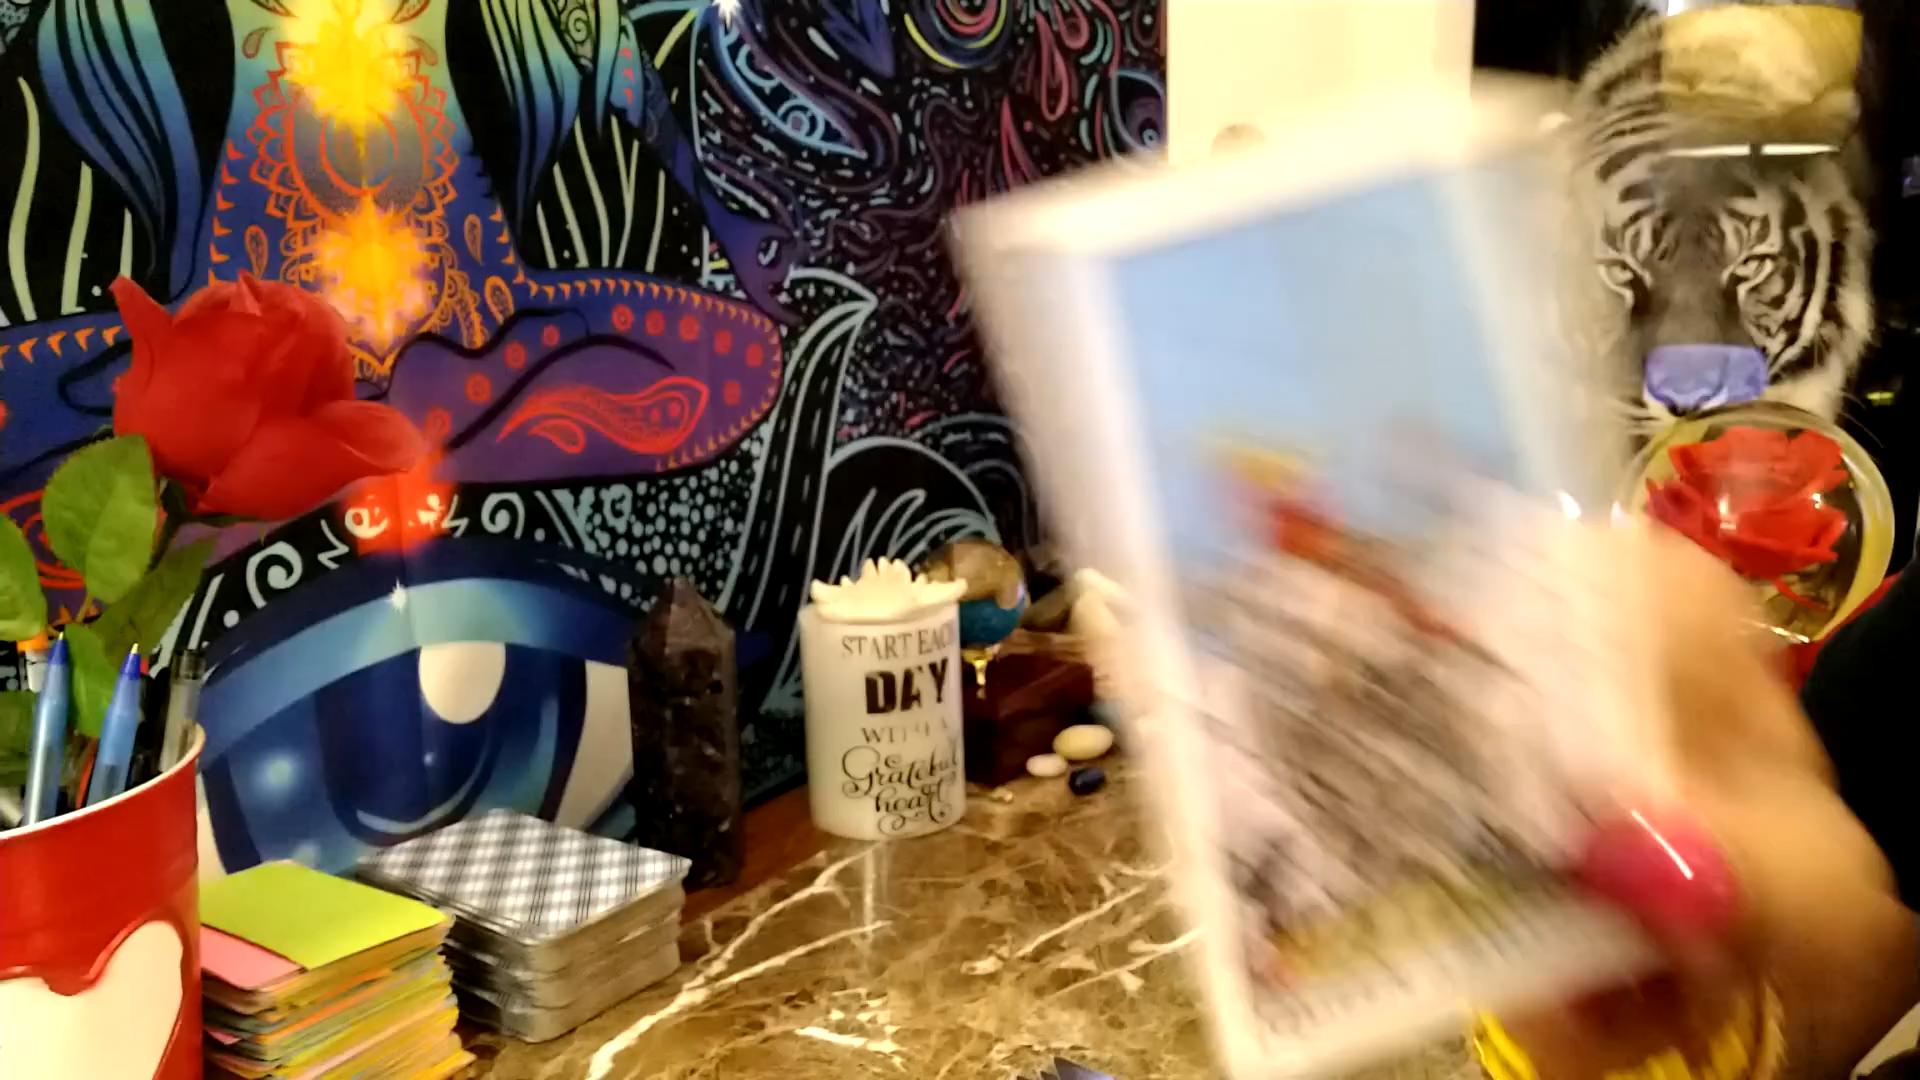 START EACH
DAY
WITH A
Grateful
heart